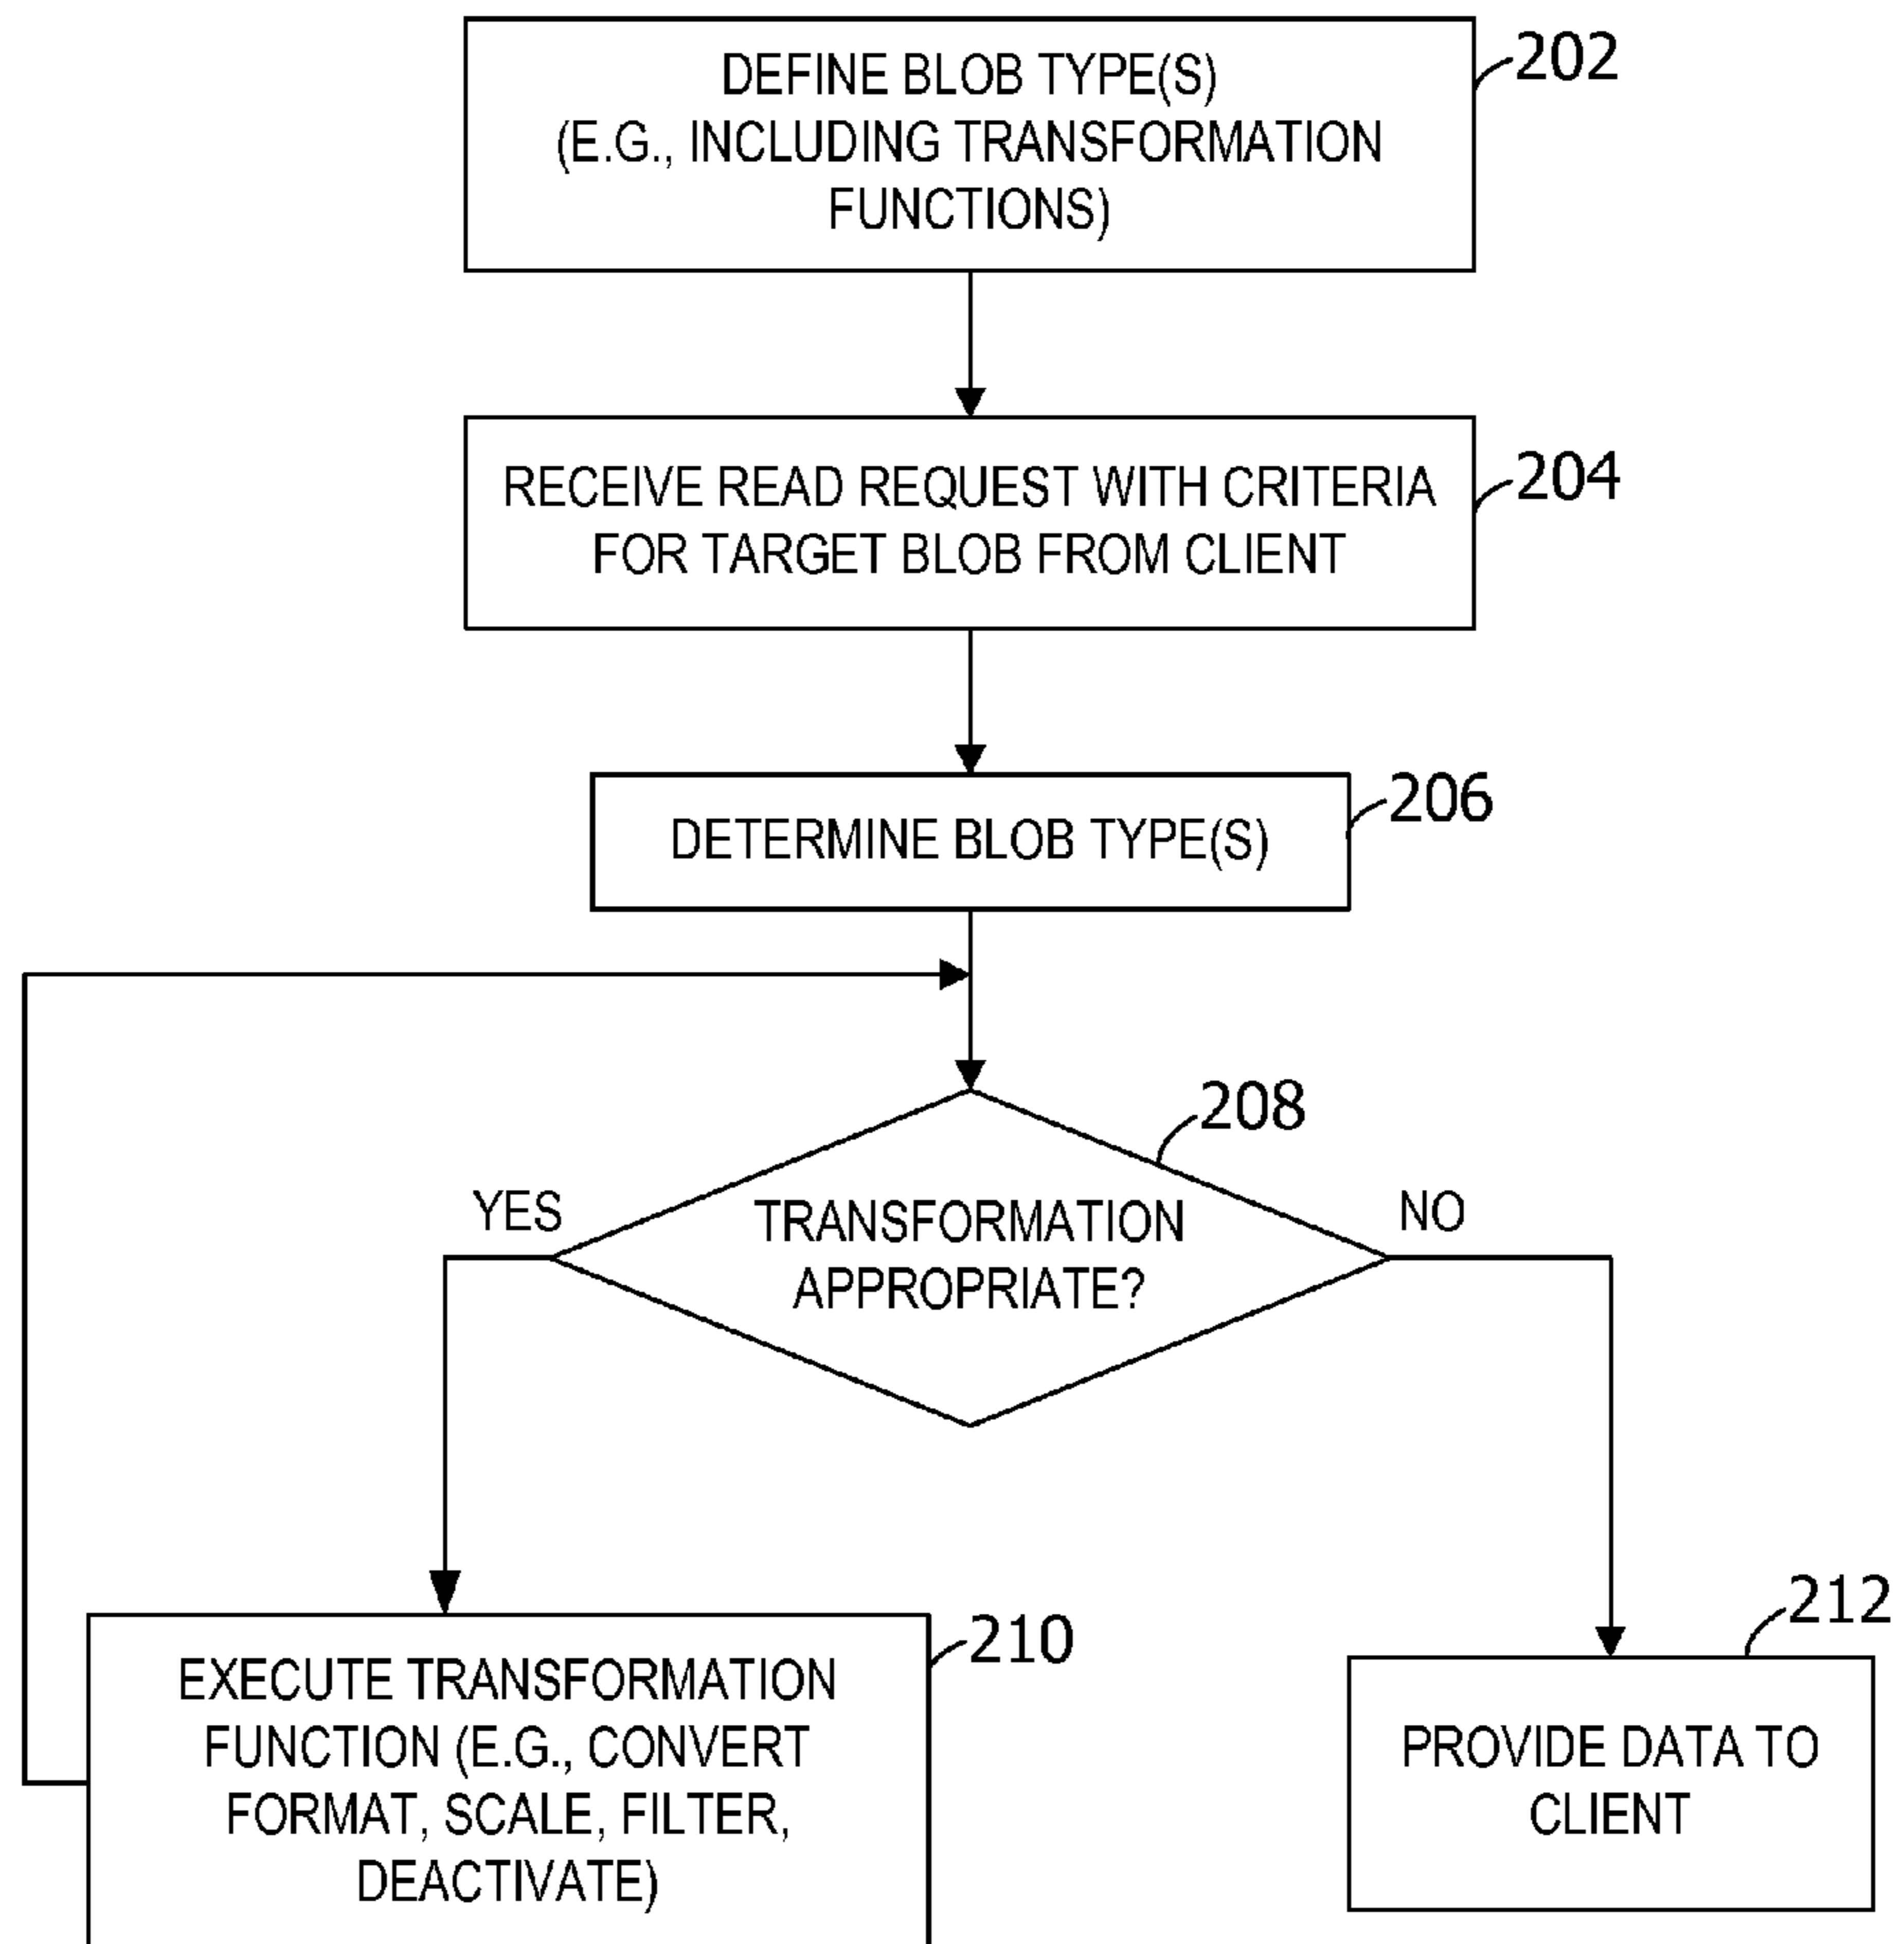 DEFINE BLOB TYPE(S)
(E.G., INCLUDING TRANSFORMATION
FUNCTIONS)
202
RECEIVE READ REQUEST WITH CRITERIA
FOR TARGET BLOB FROM CLIENT
204
DETERMINE BLOB TYPE(S)
206
208
YES
TRANSFORMATION
APPROPRIATE?
NO
EXECUTE TRANSFORMATION
FUNCTION (E.G., CONVERT
FORMAT, SCALE, FILTER,
DEACTIVATE)
210
212
PROVIDE DATA TO
CLIENT